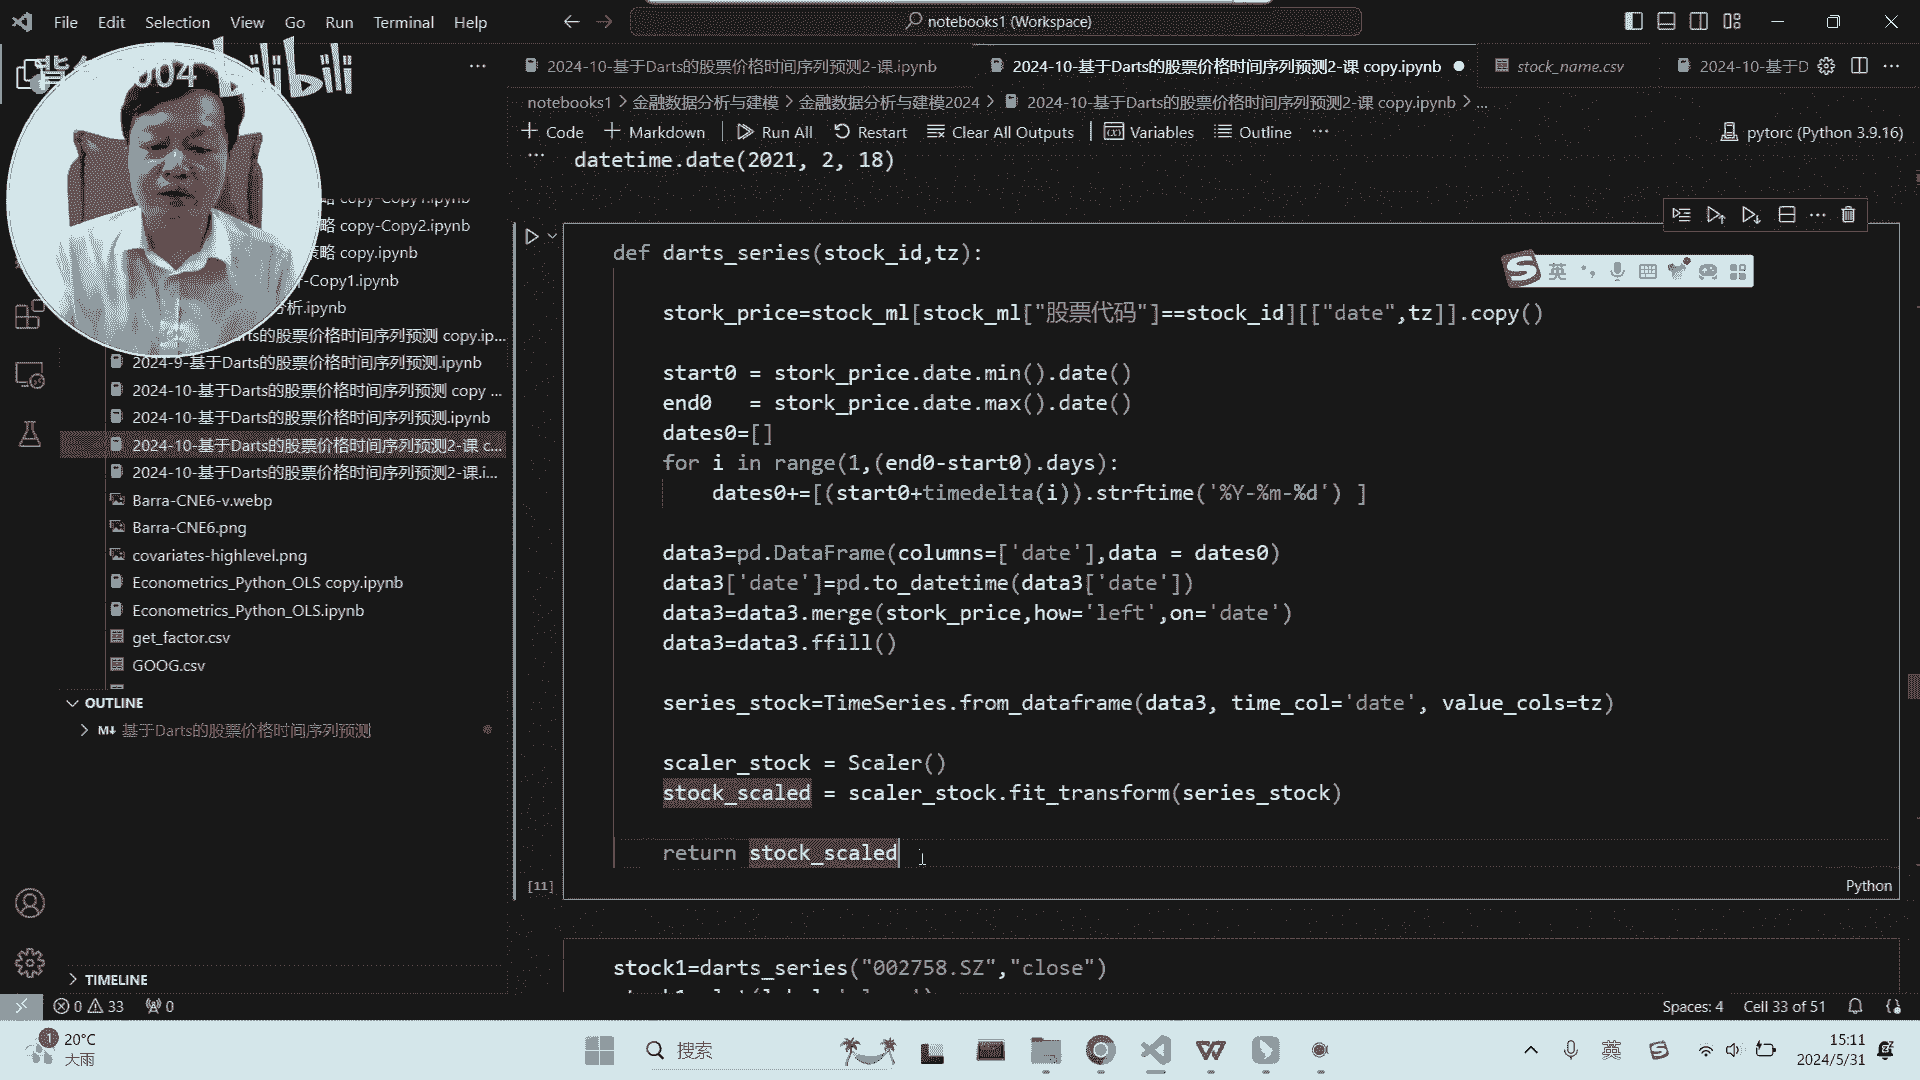 File Edit Selection View Go Run Terminal Help
notebooks1 (Workspace)
004
bilibili
2024-10-基于Darts的股票价格时间序列预测2-课.ipynb
2024-10-基于Darts的股票价格时间序列预测2-课 copy.ipynb
stock_name.csv
2024-10-基于D
notebooks1 > 金融数据分析与建模 > 金融数据分析与建模2024 > 2024-10-基于Darts的股票价格时间序列预测2-课 copy.ipynb > ...
+ Code + Markdown Run All Restart Clear All Outputs Variables Outline ...
pytorc (Python 3.9.16)
datetime.date(2021, 2, 18)
copy-Copy1.ipynb
略 copy-Copy2.ipynb
策略 copy.ipynb
-Copy1.ipynb
分析.ipynb
arts的股票价格时间序列预测 copy.ip...
2024-9-基于Darts的股票价格时间序列预测.ipynb
2024-10-基于Darts的股票价格时间序列预测 copy ...
2024-10-基于Darts的股票价格时间序列预测.ipynb
2024-10-基于Darts的股票价格时间序列预测2-课 c...
2024-10-基于Darts的股票价格时间序列预测2-课.i...
Barra-CNE6-v.webp
Barra-CNE6.png
covariates-highlevel.png
Econometrics_Python_OLS copy.ipynb
Econometrics_Python_OLS.ipynb
get_factor.csv
GOOG.csv
OUTLINE
M↓ 基于Darts的股票价格时间序列预测
TIMELINE
def darts_series(stock_id,tz):
stork_price=stock_ml[stock_ml["股票代码"]==stock_id][["date",tz]].copy()
start0 = stork_price.date.min().date()
end0   = stork_price.date.max().date()
dates0=[]
for i in range(1,(end0-start0).days):
dates0+=[(start0+timedelta(i)).strftime('%Y-%m-%d') ]
data3=pd.DataFrame(columns=['date'],data = dates0)
data3['date']=pd.to_datetime(data3['date'])
data3=data3.merge(stork_price,how='left',on='date')
data3=data3.ffill()
series_stock=TimeSeries.from_dataframe(data3, time_col='date', value_cols=tz)
scaler_stock = Scaler()
stock_scaled = scaler_stock.fit_transform(series_stock)
return stock_scaled
[11]
Python
英
stock1=darts_series("002758.SZ","close")
0 33 0
Spaces: 4 Cell 33 of 51
1
20°C
大雨
搜索
英
15:11
2024/5/31